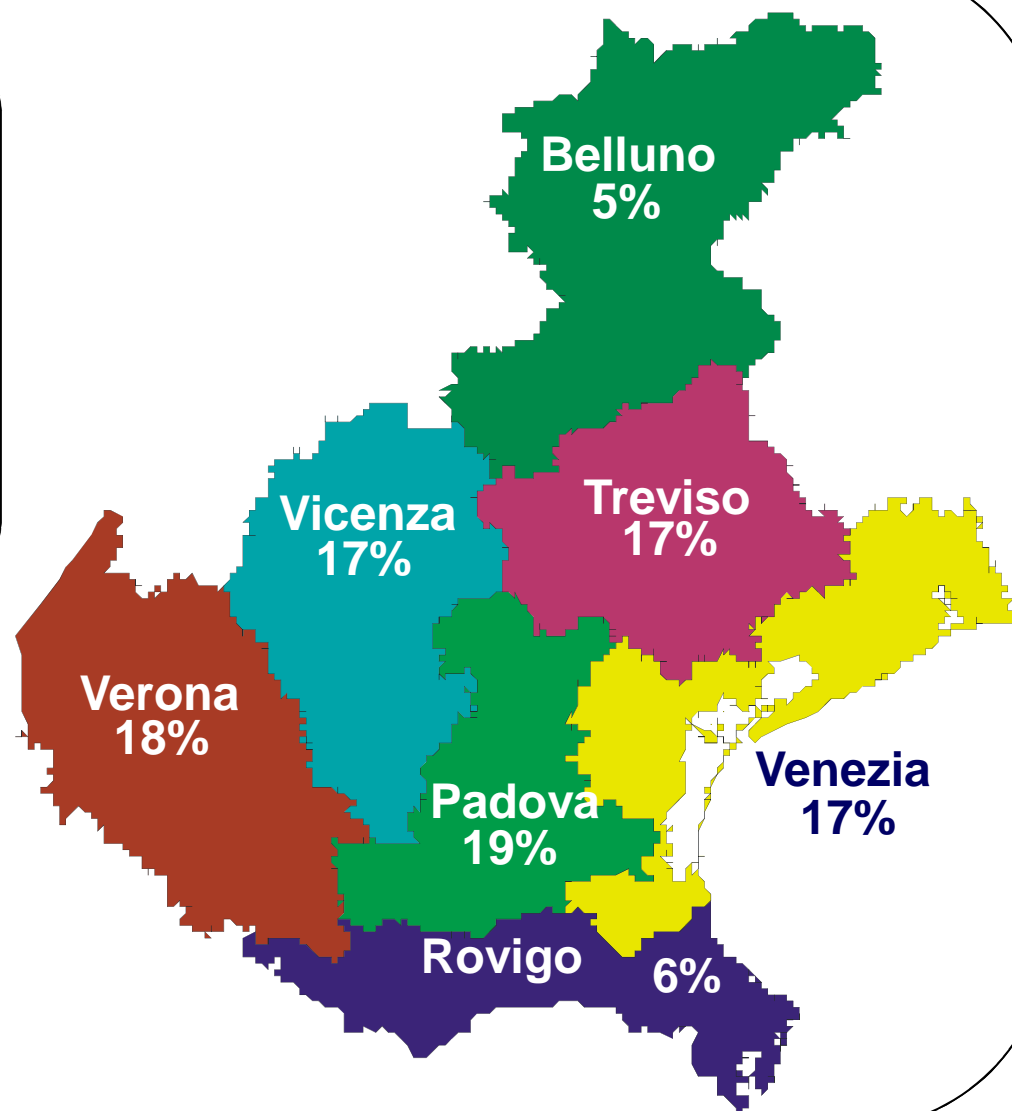 Belluno
5%
Treviso
17%
Vicenza
17%
Verona
18%
Venezia
17%
Padova
19%
Rovigo
6%